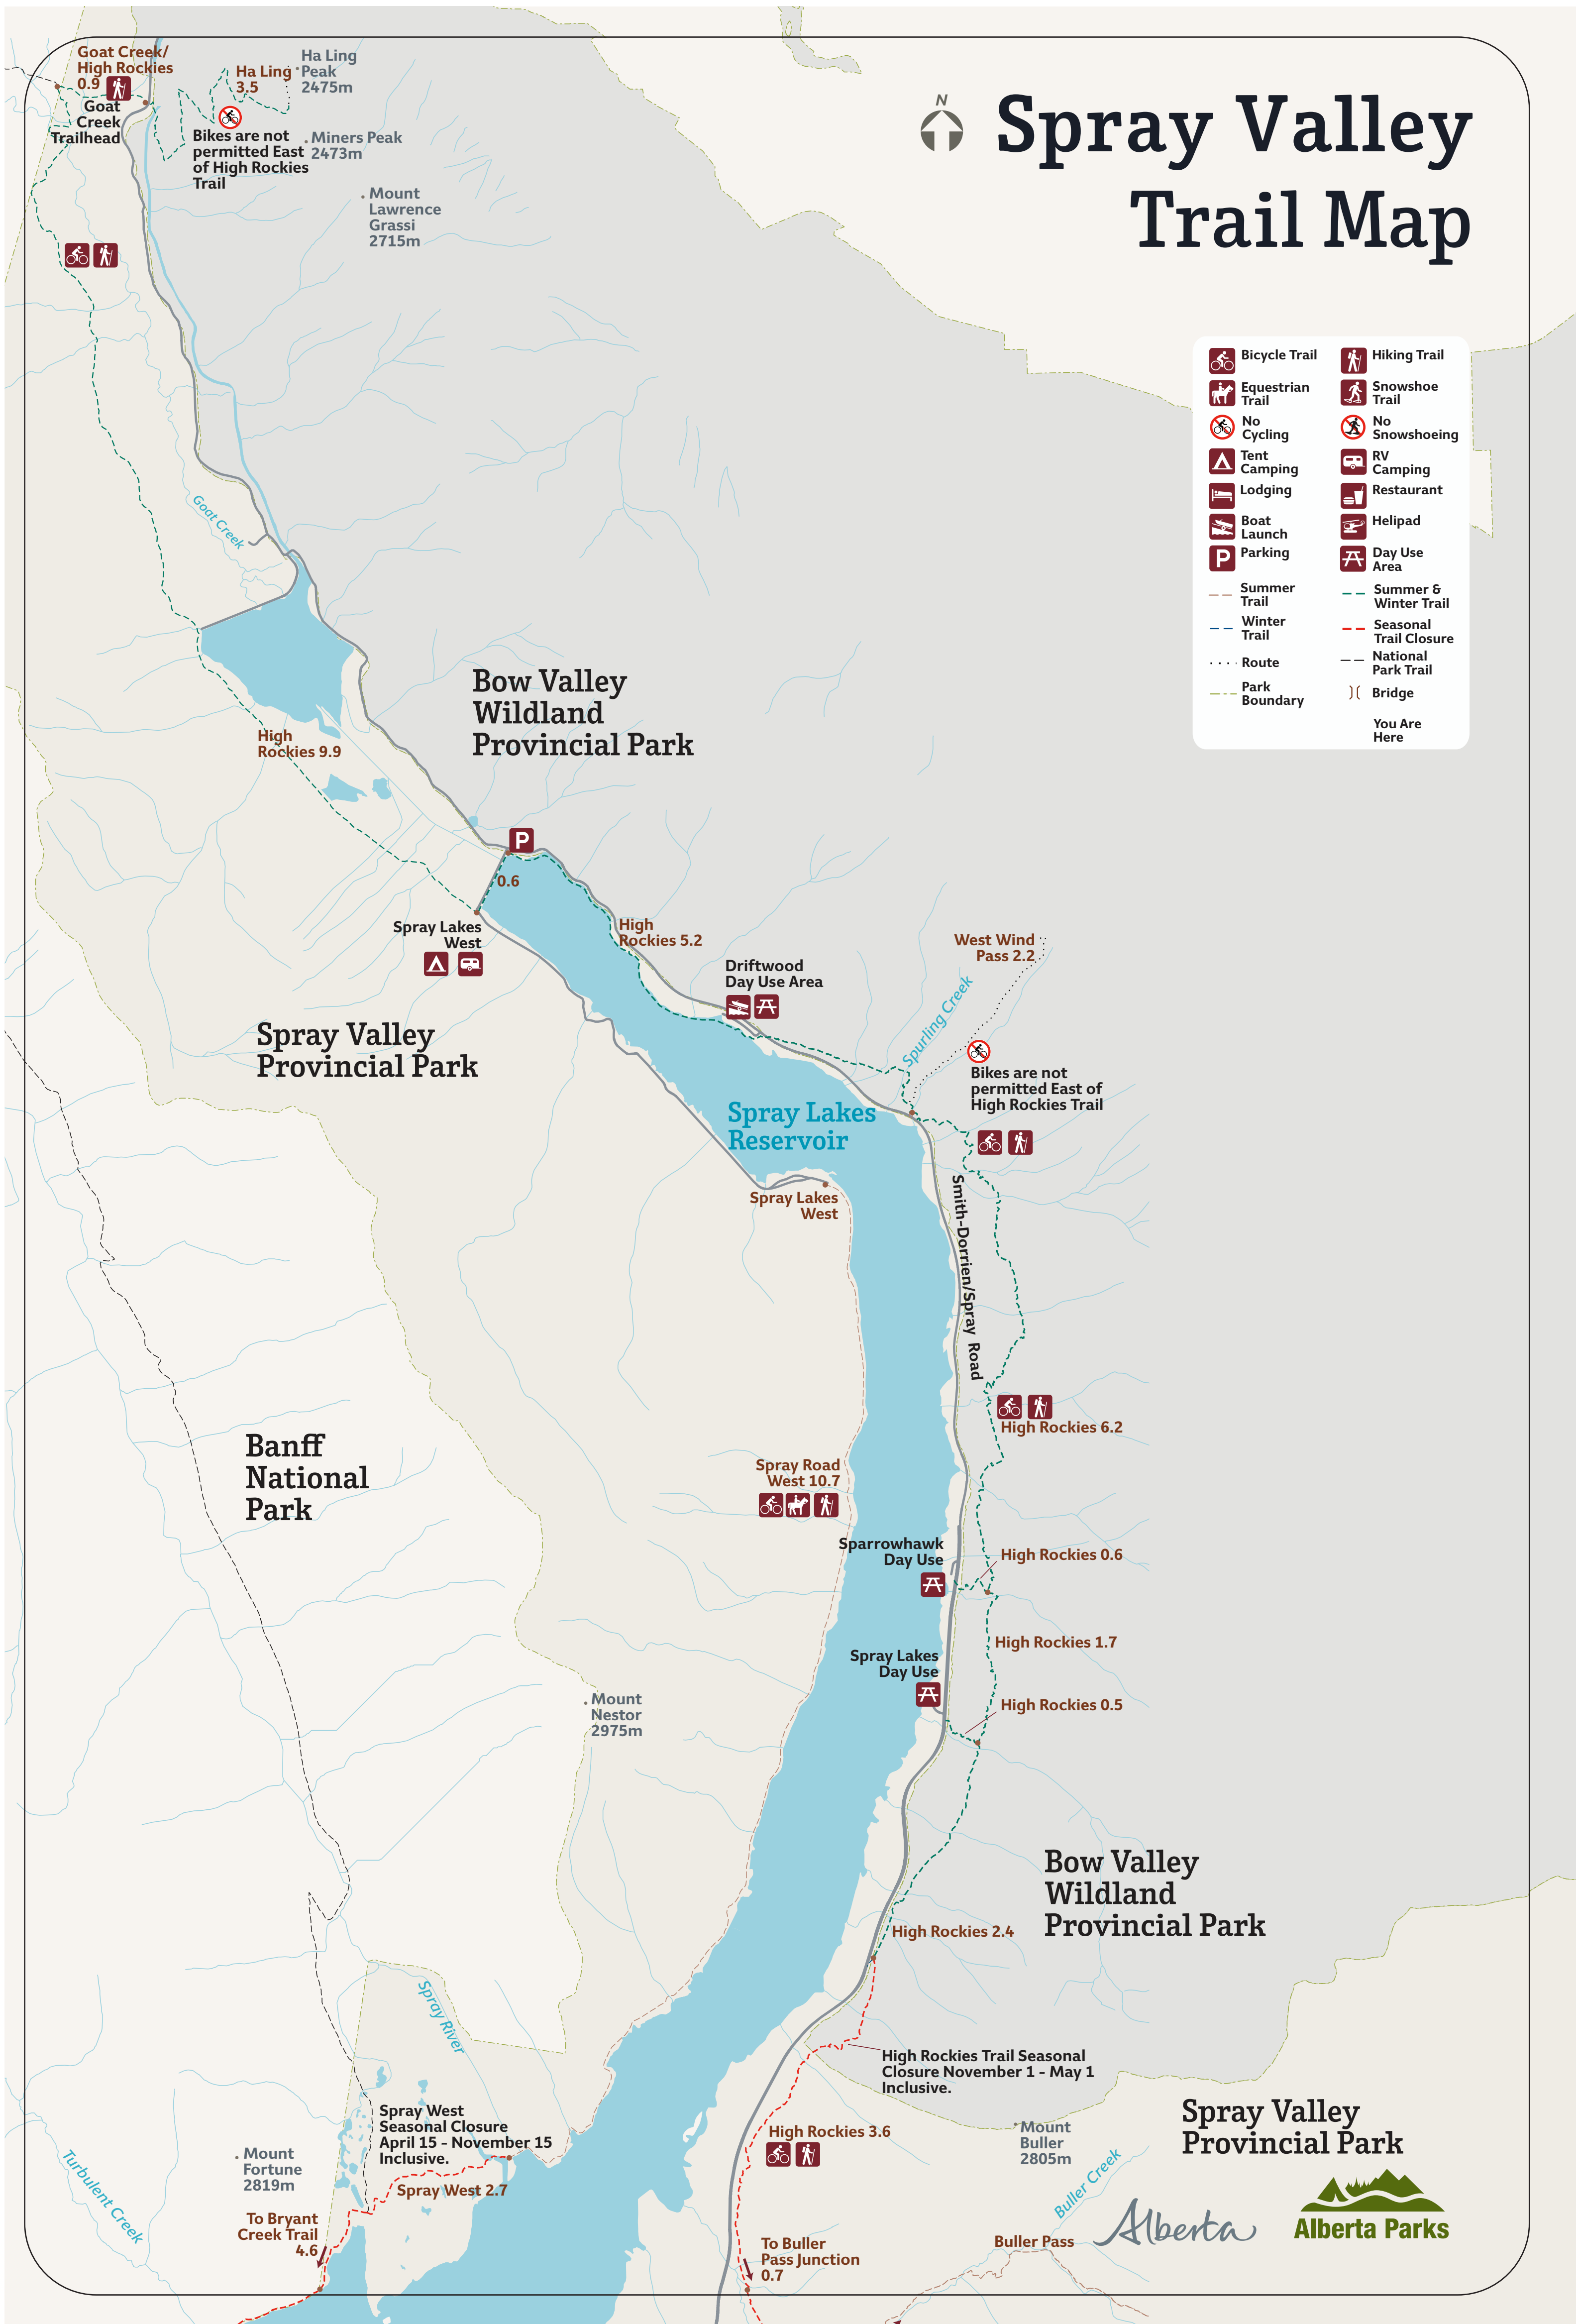 Spray Valley
Trail Map
N
Goat Creek/
High Rockies
0.9
Goat
Creek
Trailhead
Ha Ling
3.5
Ha Ling
Peak
2475m
Bikes are not
permitted East
of High Rockies
Trail
Miners Peak
2473m
Mount
Lawrence
Grassi
2715m
Bicycle Trail
Hiking Trail
Equestrian
Trail
Snowshoe
Trail
No
Cycling
No
Snowshoeing
Tent
Camping
RV
Camping
Lodging
Restaurant
Boat
Launch
Helipad
P
Parking
Day Use
Area
Summer
Trail
Summer &
Winter Trail
Winter
Trail
Seasonal
Trail Closure
Route
National
Park Trail
Park
Boundary
Bridge
You Are
Here
Goat Creek
Bow Valley
Wildland
Provincial Park
High
Rockies 9.9
P
0.6
Spray Lakes
West
High
Rockies 5.2
Driftwood
Day Use Area
West Wind
Pass 2.2
Spurling Creek
Bikes are not
permitted East of
High Rockies Trail
Spray Valley
Provincial Park
Spray Lakes
Reservoir
Spray Lakes
West
Smith-Dorrien/Spray Road
High Rockies 6.2
Banff
National
Park
Spray Road
West 10.7
Sparrowhawk
Day Use
High Rockies 0.6
High Rockies 1.7
Spray Lakes
Day Use
High Rockies 0.5
Mount
Nestor
2975m
Bow Valley
Wildland
Provincial Park
High Rockies 2.4
Spray River
High Rockies Trail Seasonal
Closure November 1 - May 1
Inclusive.
Spray West
Seasonal Closure
April 15 - November 15
Inclusive.
High Rockies 3.6
Mount
Buller
2805m
Spray Valley
Provincial Park
Mount
Fortune
2819m
Turbulent Creek
Spray West 2.7
To Bryant
Creek Trail
4.6
Buller Creek
To Buller
Pass Junction
0.7
Buller Pass
Alberta
Alberta Parks